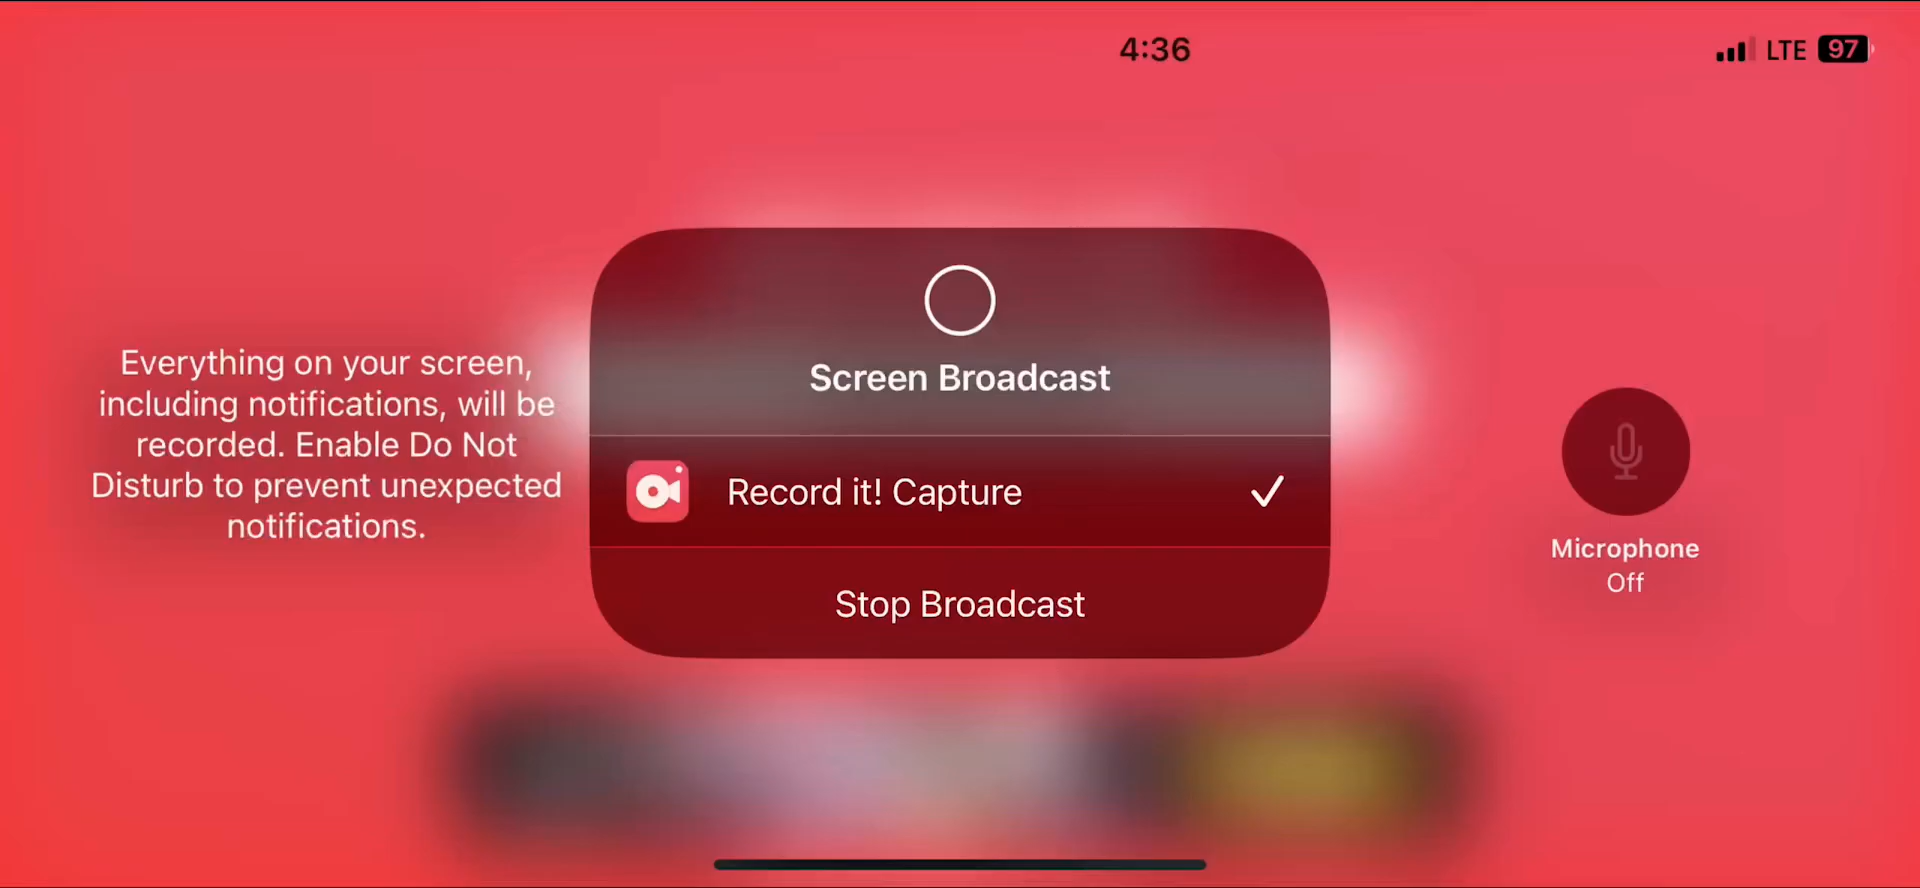 4:36
LTE 97
Everything on your screen,
including notifications, will be
recorded. Enable Do Not
Disturb to prevent unexpected
notifications.
Screen Broadcast
Record it! Capture
Stop Broadcast
Microphone
Off